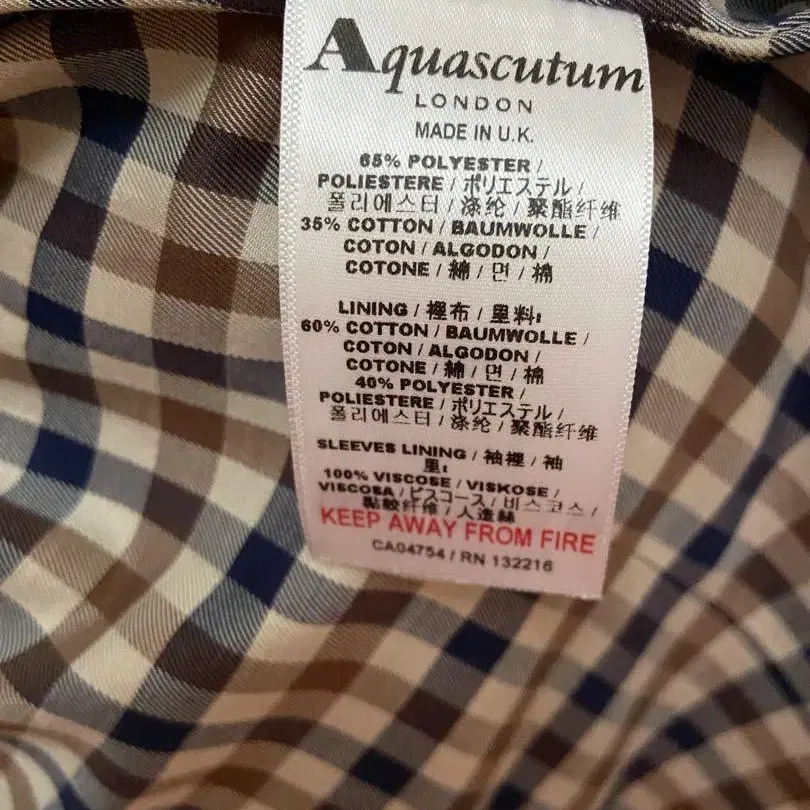 Aquascutum
LONDON
MADE IN U.K.
65% POLYESTER /
POLIESTERE / ポリエステル /
폴리에스터 / 涤纶 / 聚酯纤维
35% COTTON / BAUMWOLLE /
COTON / ALGODON /
COTONE / 綿 / 면 / 棉
LINING / 裡布 / 里料:
60% COTTON / BAUMWOLLE /
COTON / ALGODON /
COTONE / 綿 / 면 / 棉
40% POLYESTER /
POLIESTERE / ポリエステル /
폴리에스터 / 涤纶 / 聚酯纤维
SLEEVES LINING / 袖裡 / 袖
里:
100% VISCOSE / VISKOSE /
VISCOSA / ビスコース / 비스코스 /
黏胶纤维 / 人造絲
KEEP AWAY FROM FIRE
CA04754 / RN 132216